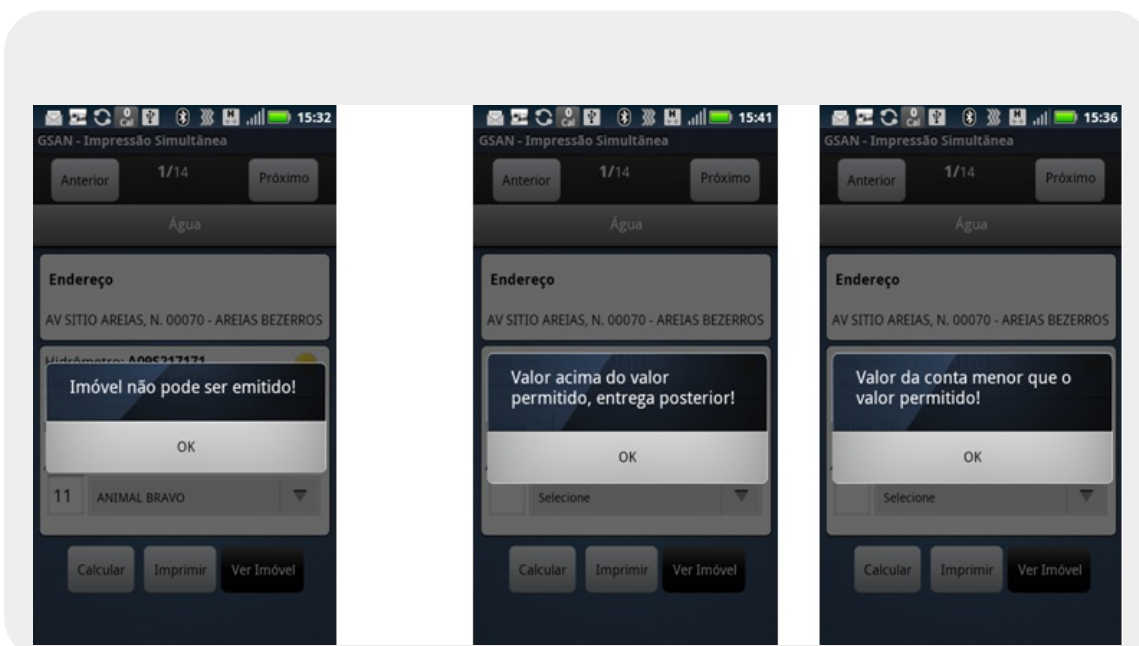 15:32
GSAN - Impressão Simultânea
Anterior 1/14 Próximo
Água
Endereço
AV SITIO AREIAS, N. 00070 - AREIAS BEZERROS
Hidrômetro: A09S217171
Imóvel não pode ser emitido!
OK
11 ANIMAL BRAVO
Calcular Imprimir Ver Imóvel
15:41
GSAN - Impressão Simultânea
Anterior 1/14 Próximo
Água
Endereço
AV SITIO AREIAS, N. 00070 - AREIAS BEZERROS
Valor acima do valor
permitido, entrega posterior!
OK
Selecione
Calcular Imprimir Ver Imóvel
15:36
GSAN - Impressão Simultânea
Anterior 1/14 Próximo
Água
Endereço
AV SITIO AREIAS, N. 00070 - AREIAS BEZERROS
Valor da conta menor que o
valor permitido!
OK
Selecione
Calcular Imprimir Ver Imóvel